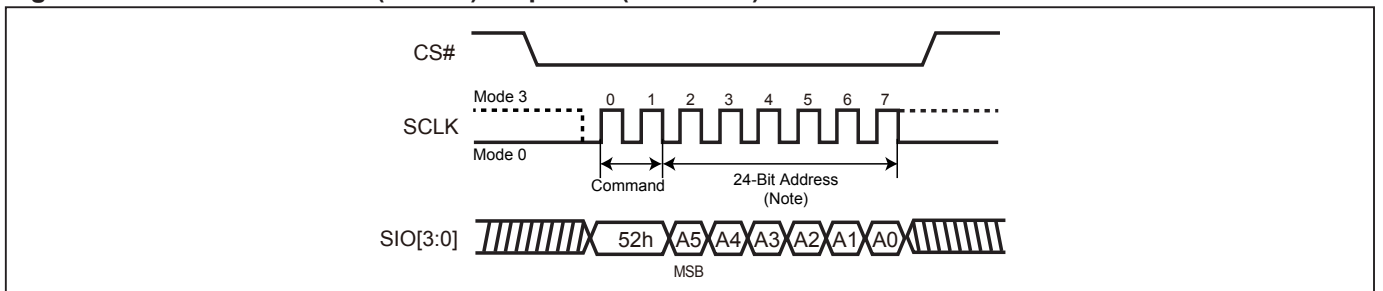 CS#
Mode 3
0 1 2 3 4 5 6 7
SCLK
Mode 0
Command
24-Bit Address
(Note)
SIO[3:0]
52h A5 A4 A3 A2 A1 A0
MSB